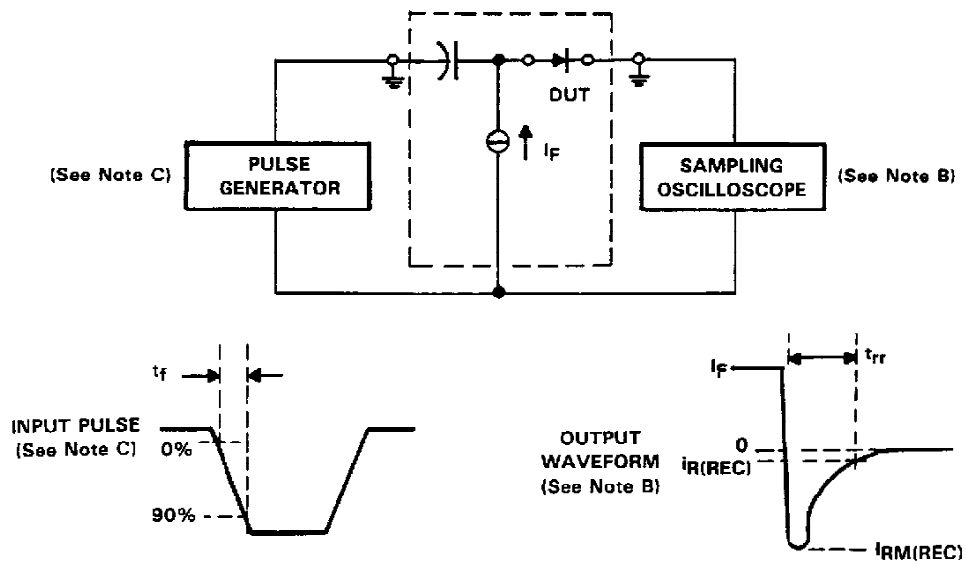 DUT
IF
(See Note C)
PULSE
GENERATOR
SAMPLING
OSCILLOSCOPE
(See Note B)
tf
INPUT PULSE
(See Note C)
0%
90%
trr
IF
OUTPUT
WAVEFORM
(See Note B)
0
iR(REC)
IRM(REC)